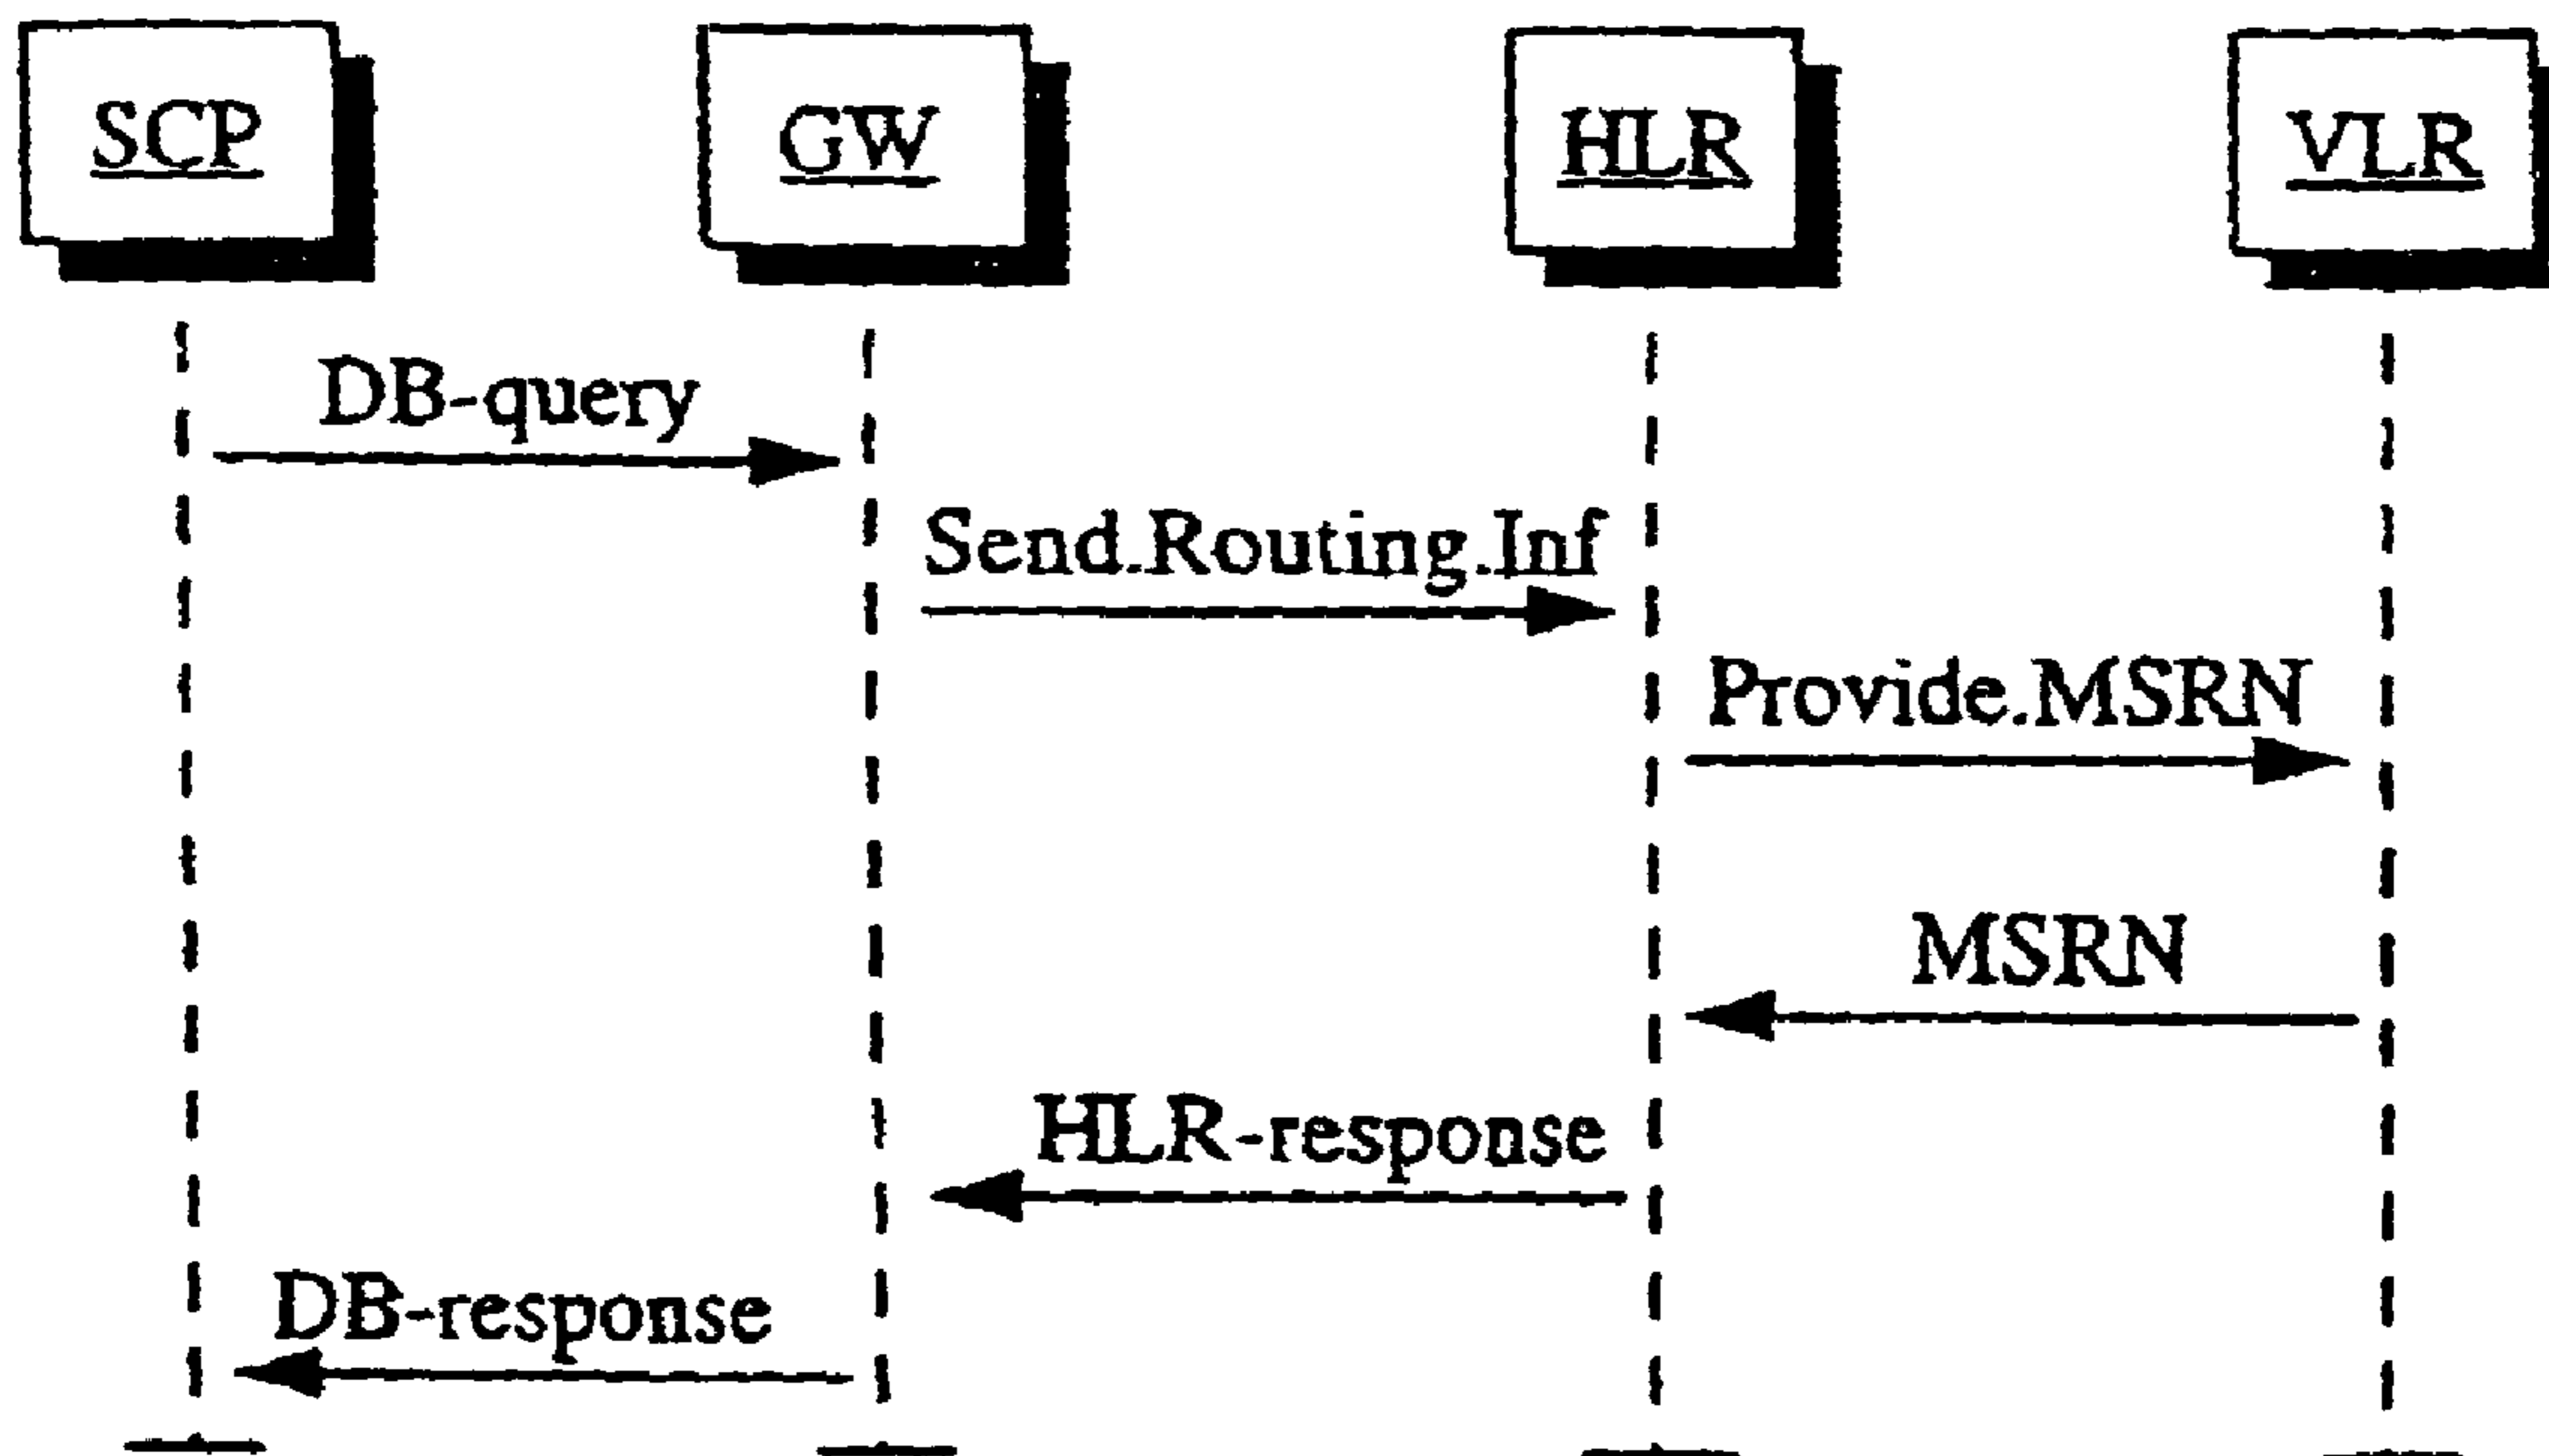 SCP GW HLR VLR
DB-query
Send.Routing.Inf
Provide.MSRN
MSRN
HLR-response
DB-response